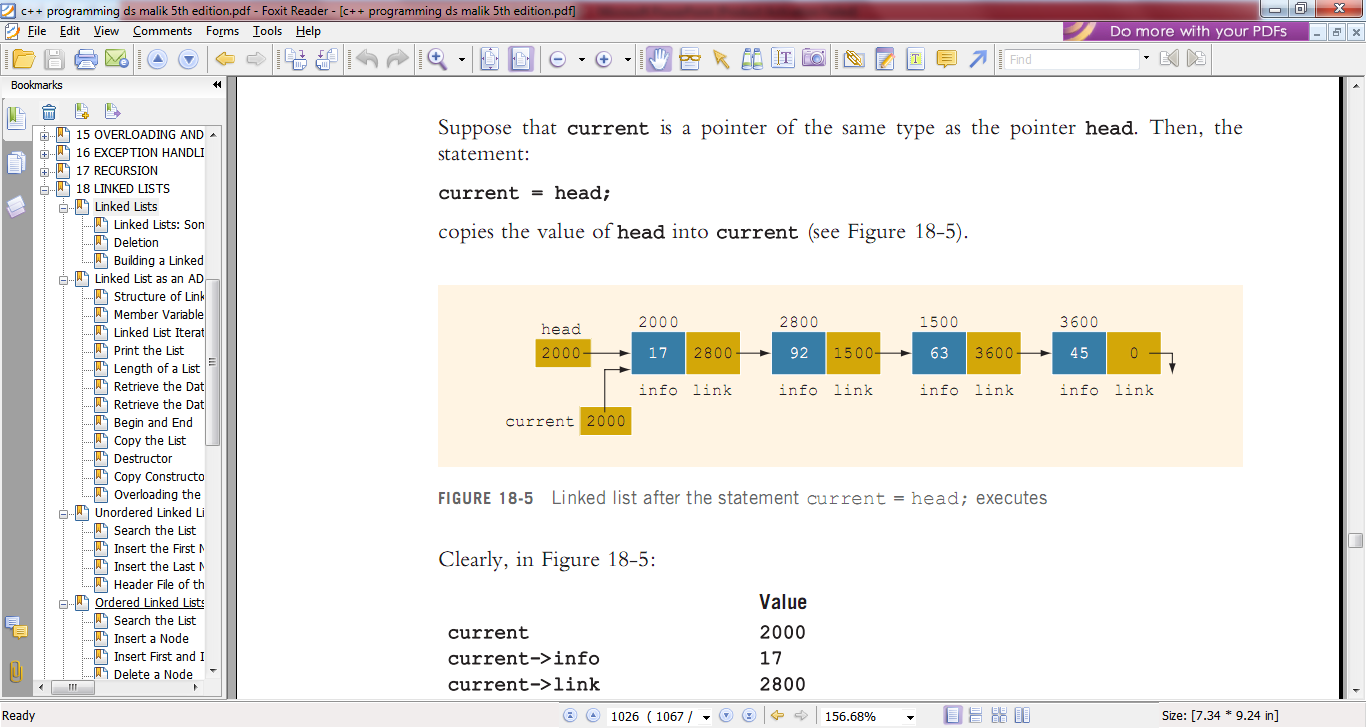 c++ programming ds malik 5th edition.pdf - Foxit Reader - [c++ programming ds malik 5th edition.pdf]
File Edit View Comments Forms Tools Help
Do more with your PDFs
Find
Bookmarks
15 OVERLOADING AND
16 EXCEPTION HANDLI
17 RECURSION
18 LINKED LISTS
Linked Lists
Linked Lists: Son
Deletion
Building a Linked
Linked List as an AD
Structure of Link
Member Variable
Linked List Iterat
Print the List
Length of a List
Retrieve the Dat
Retrieve the Dat
Begin and End
Copy the List
Destructor
Copy Constructo
Overloading the
Unordered Linked Li
Search the List
Insert the First N
Insert the Last N
Header File of th
Ordered Linked Lists
Search the List
Insert a Node
Insert First and I
Delete a Node
Suppose that current is a pointer of the same type as the pointer head. Then, the
statement:
current = head;
copies the value of head into current (see Figure 18-5).
head 2000 2800 1500 3600
2000 17 2800 92 1500 63 3600 45 0
info link info link info link info link
current 2000
FIGURE 18-5 Linked list after the statement current = head; executes
Clearly, in Figure 18-5:
Value
current 2000
current->info 17
current->link 2800
Ready 1026 ( 1067 / 156.68% Size: [7.34 * 9.24 in]